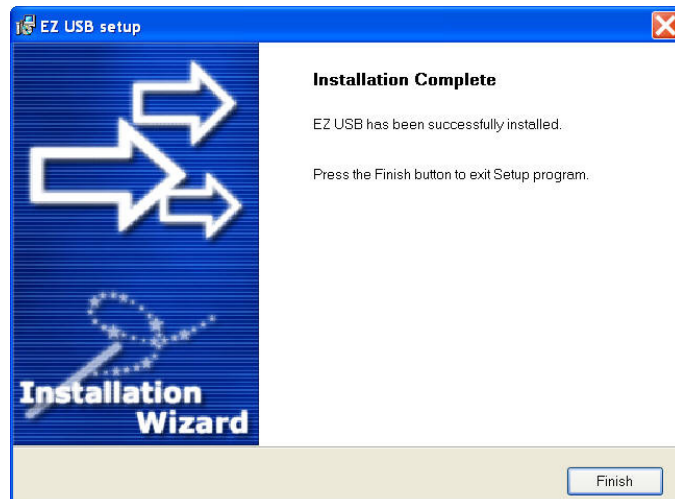 EZ USB setup
Installation Complete
EZ USB has been successfully installed.
Press the Finish button to exit Setup program.
Installation
Wizard
Finish